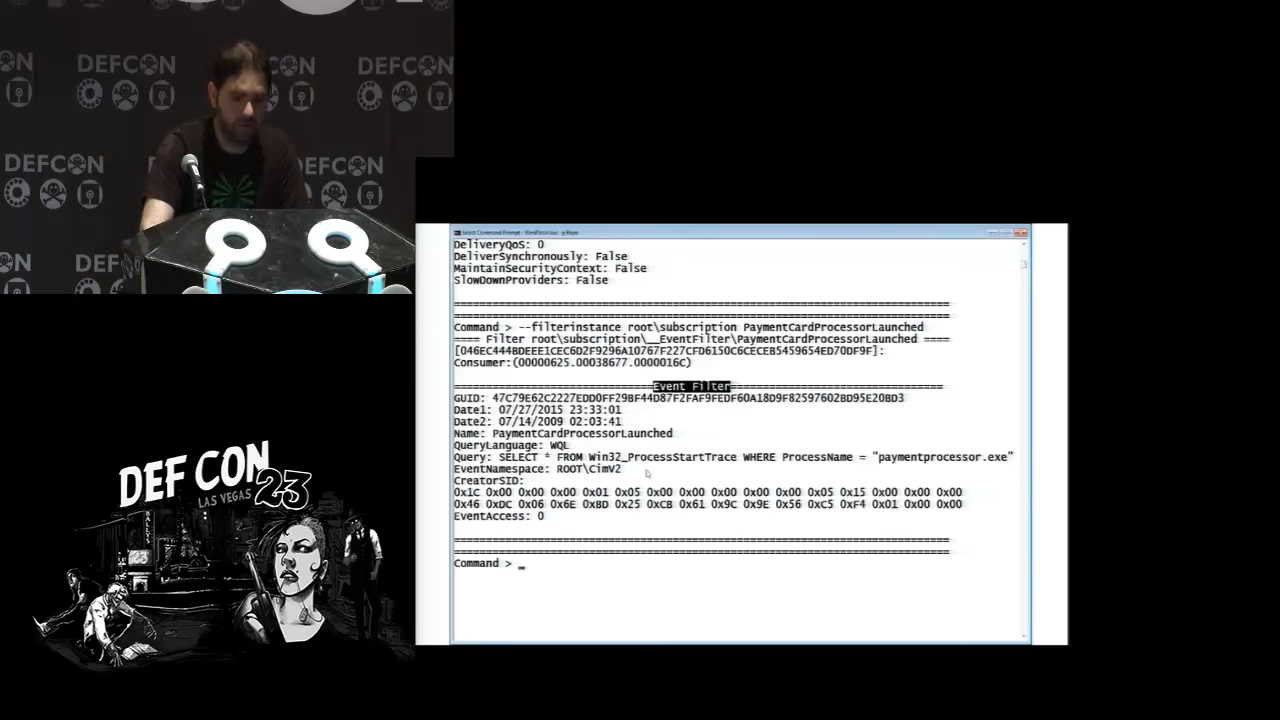 DEFCON
DEFCON
DEFCON
DEFCON
DEF
DEF CON
LAS VEGAS 23
BALLY'S
Select Command Prompt -
DeliveryQoS: 0
DeliverSynchronously: False
MaintainSecurityContext: False
SlowDownProviders: False
==============================================================================
==============================================================================
Command > --filterinstance root\subscription PaymentCardProcessorLaunched
==== Filter root\subscription\__EventFilter\PaymentCardProcessorLaunched ====
[046EC444BDEEE1CEC6D2F9296A10767F227CFD6150C6CECEB5459654ED70DF9F]:
Consumer:(00000625.00038677.0000016C)
===============================Event Filter=================================
GUID: 47C79E62C2227EDD0FF29BF44D87F2FAF9FEDF60A18D9F82597602BD95E20BD3
Date1: 07/27/2015 23:33:01
Date2: 07/14/2009 02:03:41
Name: PaymentCardProcessorLaunched
QueryLanguage: WQL
Query: SELECT * FROM Win32_ProcessStartTrace WHERE ProcessName = "paymentprocessor.exe"
EventNamespace: ROOT\CimV2
CreatorSID:
0x1C 0x00 0x00 0x00 0x01 0x05 0x00 0x00 0x00 0x00 0x00 0x05 0x15 0x00 0x00 0x00
0x46 0xDC 0x06 0x6E 0xBD 0x25 0xCB 0x61 0x9C 0x9E 0x56 0xC5 0xF4 0x01 0x00 0x00
EventAccess: 0
==============================================================================
==============================================================================
Command > _